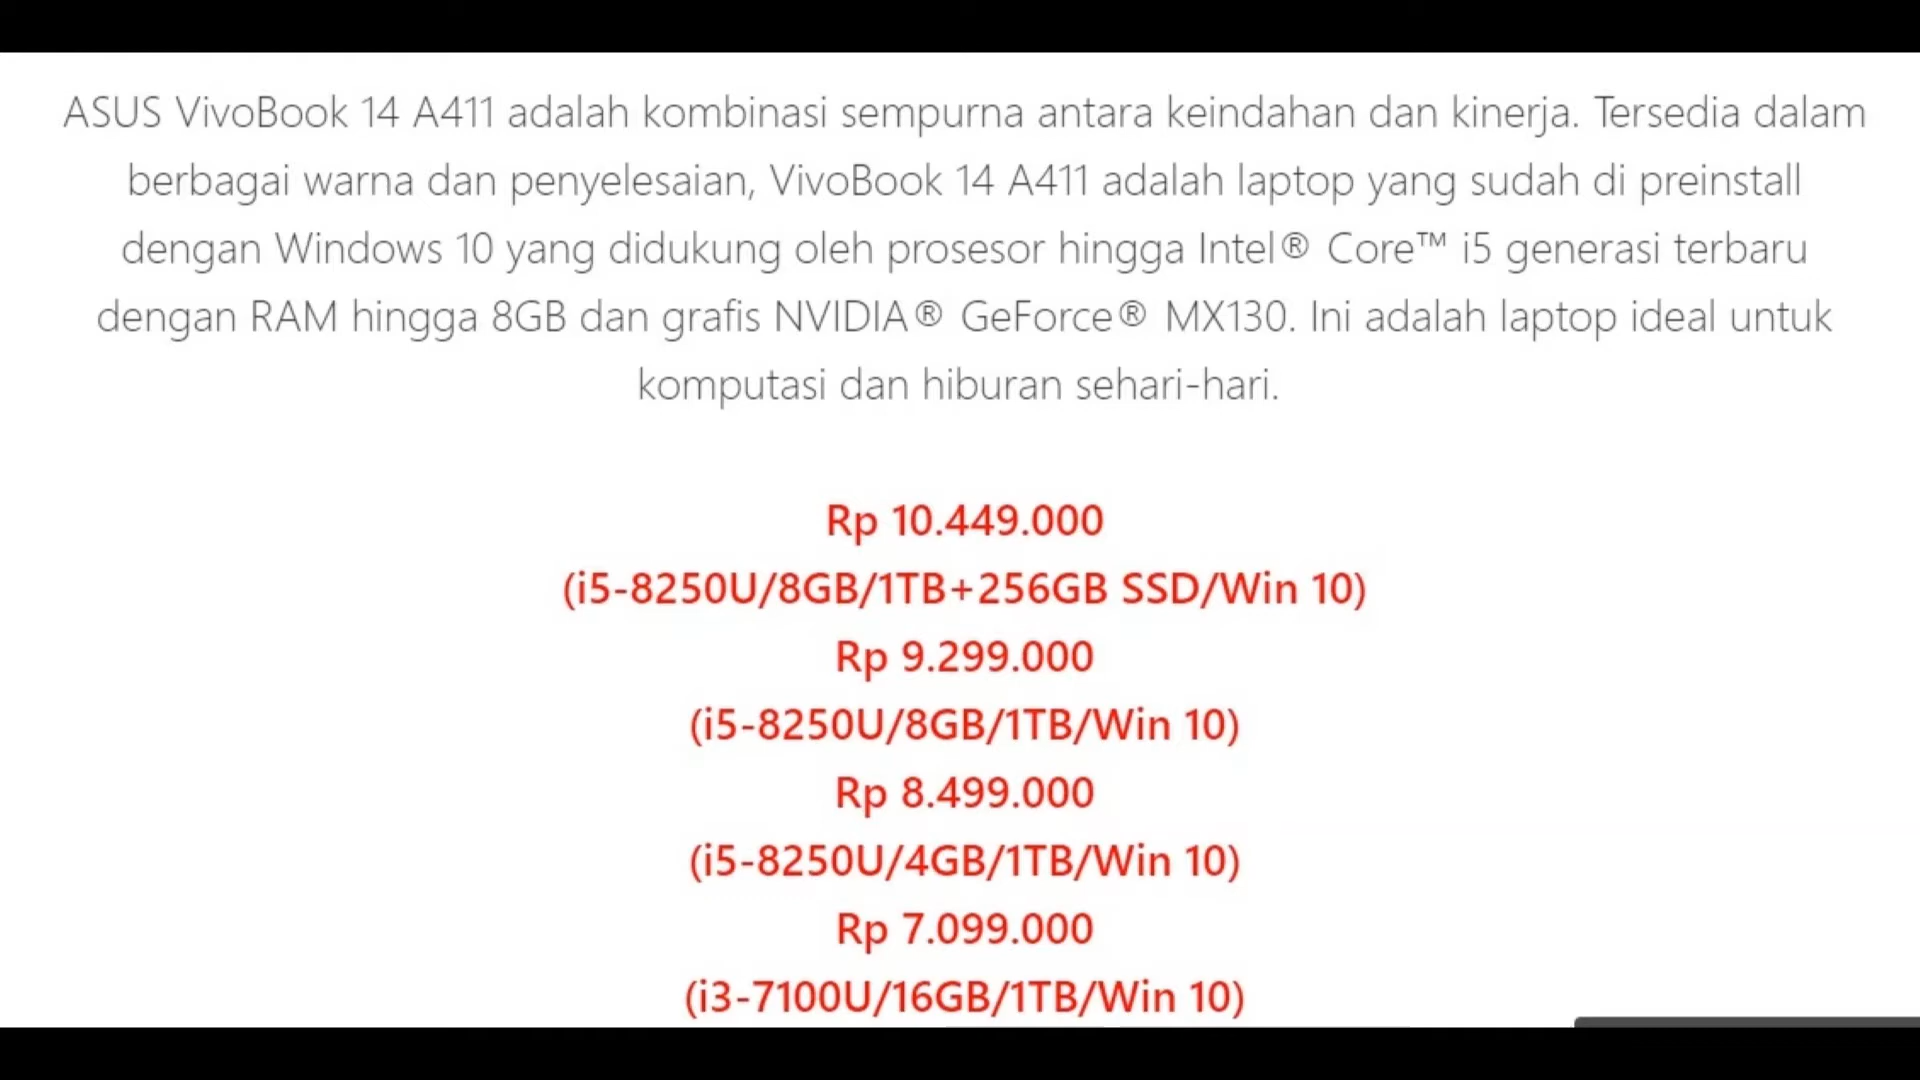 ASUS VivoBook 14 A411 adalah kombinasi sempurna antara keindahan dan kinerja. Tersedia dalam
berbagai warna dan penyelesaian, VivoBook 14 A411 adalah laptop yang sudah di preinstall
dengan Windows 10 yang didukung oleh prosesor hingga Intel® Core™ i5 generasi terbaru
dengan RAM hingga 8GB dan grafis NVIDIA® GeForce® MX130. Ini adalah laptop ideal untuk
komputasi dan hiburan sehari-hari.
Rp 10.449.000
(i5-8250U/8GB/1TB+256GB SSD/Win 10)
Rp 9.299.000
(i5-8250U/8GB/1TB/Win 10)
Rp 8.499.000
(i5-8250U/4GB/1TB/Win 10)
Rp 7.099.000
(i3-7100U/16GB/1TB/Win 10)